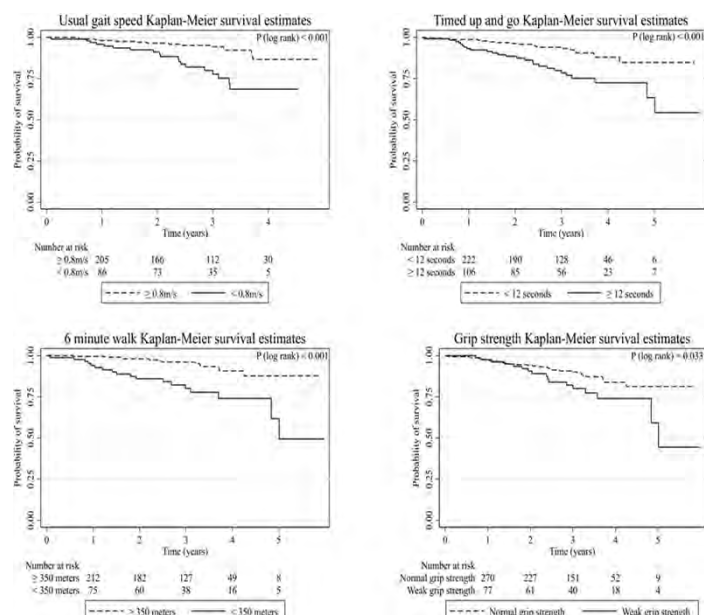 Usual gait speed Kaplan-Meier survival estimates
P (log rank) < 0.001
Probability of survival
1.00
0.75
0.50
0.25
0.00
0 1 2 3 4
Time (years)
Number at risk
≥ 0.8m/s 205 166 112 30
< 0.8m/s 86 73 35 5
≥ 0.8m/s < 0.8m/s
Timed up and go Kaplan-Meier survival estimates
P (log rank) < 0.001
Probability of survival
1.00
0.75
0.50
0.25
0.00
0 1 2 3 4 5
Time (years)
Number at risk
< 12 seconds 222 190 128 46 6
≥ 12 seconds 106 85 56 23 7
< 12 seconds ≥ 12 seconds
6 minute walk Kaplan-Meier survival estimates
P (log rank) < 0.001
Probability of survival
1.00
0.75
0.50
0.25
0.00
0 1 2 3 4 5
Time (years)
Number at risk
≥ 350 meters 212 182 127 49 8
< 350 meters 75 60 38 16 5
≥ 350 meters < 350 meters
Grip strength Kaplan-Meier survival estimates
P (log rank) = 0.033
Probability of survival
1.00
0.75
0.50
0.25
0.00
0 1 2 3 4 5
Time (years)
Number at risk
Normal grip strength 270 227 151 52 9
Weak grip strength 77 61 40 18 4
Normal grip strength Weak grip strength